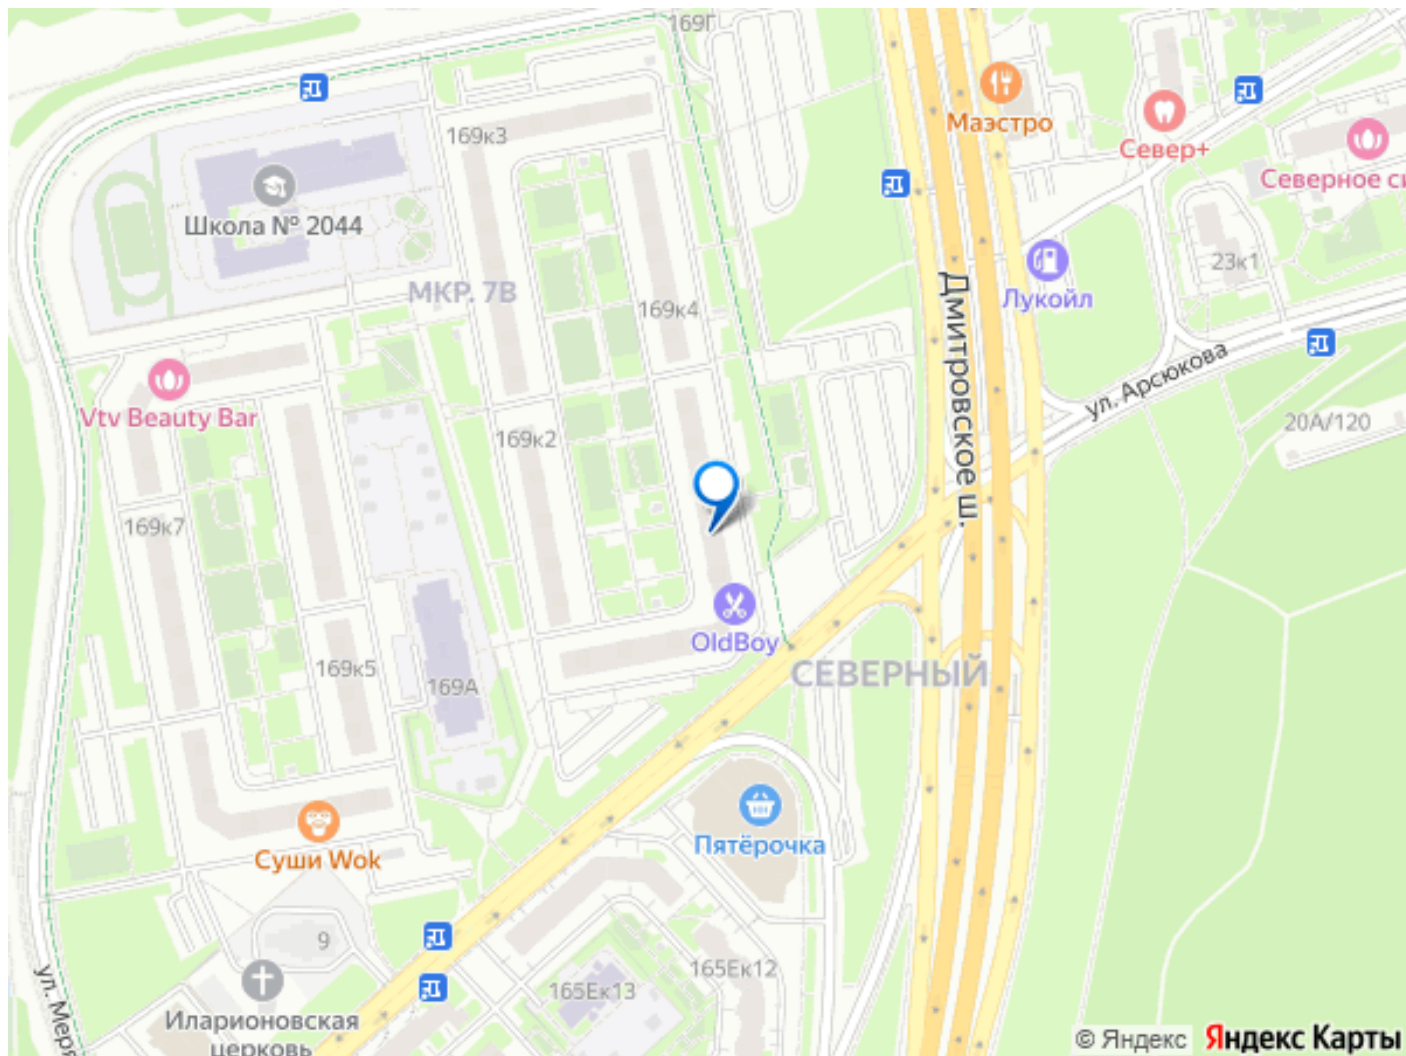 169Г
Маэстро
169к3
Север+
Северное си
Школа № 2044
23к1
МКР. 7В
Лукойл
169к4
Дмитровское ш.
ул. Арсюкова
Vtv Beauty Bar
20А/120
169к2
169к7
OldBoy
169к5
169А
СЕВЕРНЫЙ
Пятёрочка
Суши Wok
9
165Ек12
165Ек13
ул. Меря
Иларионовская
церковь
© Яндекс Яндекс Карты